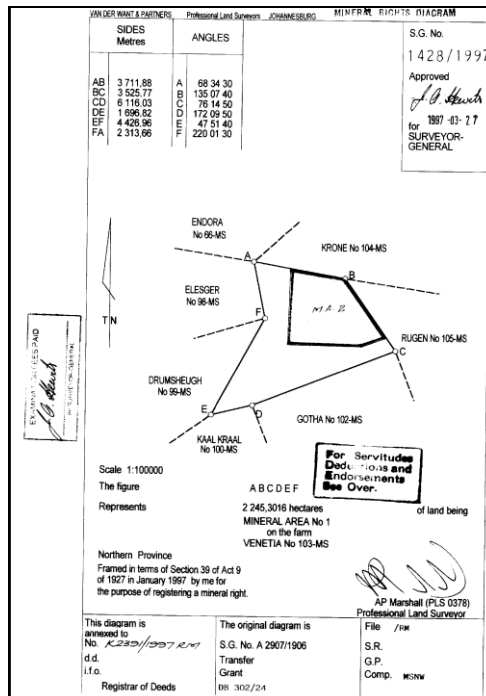 VAN DER WANT & PARTNERS Professional Land Surveyors JOHANNESBURG MINERAL RIGHTS DIAGRAM
SIDES
Metres
ANGLES
AB 3 711,88 A 68 34 30
BC 3 525,77 B 135 07 40
CD 6 116,03 C 76 14 50
DE 1 696,82 D 172 09 50
EF 4 426,96 E 47 51 40
FA 2 313,66 F 220 01 30
S.G. No.
1428/1997
Approved
J. A. Hewitt
for 1997 -03- 27
SURVEYOR-
GENERAL
ENDORA
No 66-MS
KRONE No 104-MS
A
B
ELESGER
No 98-MS
M A 2
F
RUGEN No 105-MS
C
T N
DRUMSHEUGH
No 99-MS
E
D
GOTHA No 102-MS
KAAL KRAAL
No 100-MS
For Servitudes
Deductions and
Endorsements
See Over.
Scale 1:100000
The figure A B C D E F
Represents 2 245,3016 hectares of land being
MINERAL AREA No 1
on the farm
VENETIA No 103-MS
Northern Province
Framed in terms of Section 39 of Act 9
of 1927 in January 1997 by me for
the purpose of registering a mineral right.
AP Marshall (PLS 0378)
Professional Land Surveyor
This diagram is
annexed to
No. K2391/1997 RM
d.d.
i.f.o.
Registrar of Deeds
The original diagram is
S.G. No. A 2907/1906
Transfer
Grant
DB 302/24
File /RM
S.R.
G.P.
Comp. MSNW